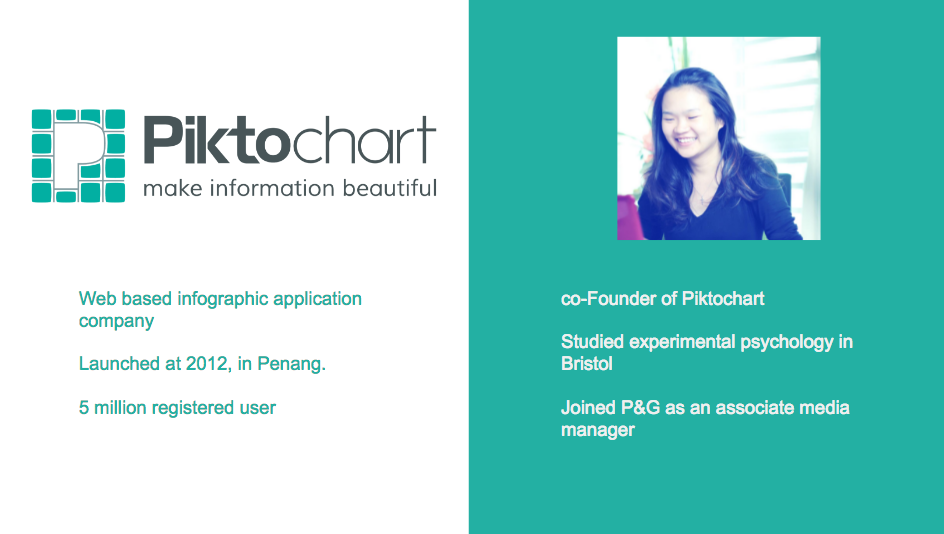 Piktochart
make information beautiful
Web based infographic application
company
Launched at 2012, in Penang.
5 million registered user
co-Founder of Piktochart
Studied experimental psychology in
Bristol
Joined P&G as an associate media
manager